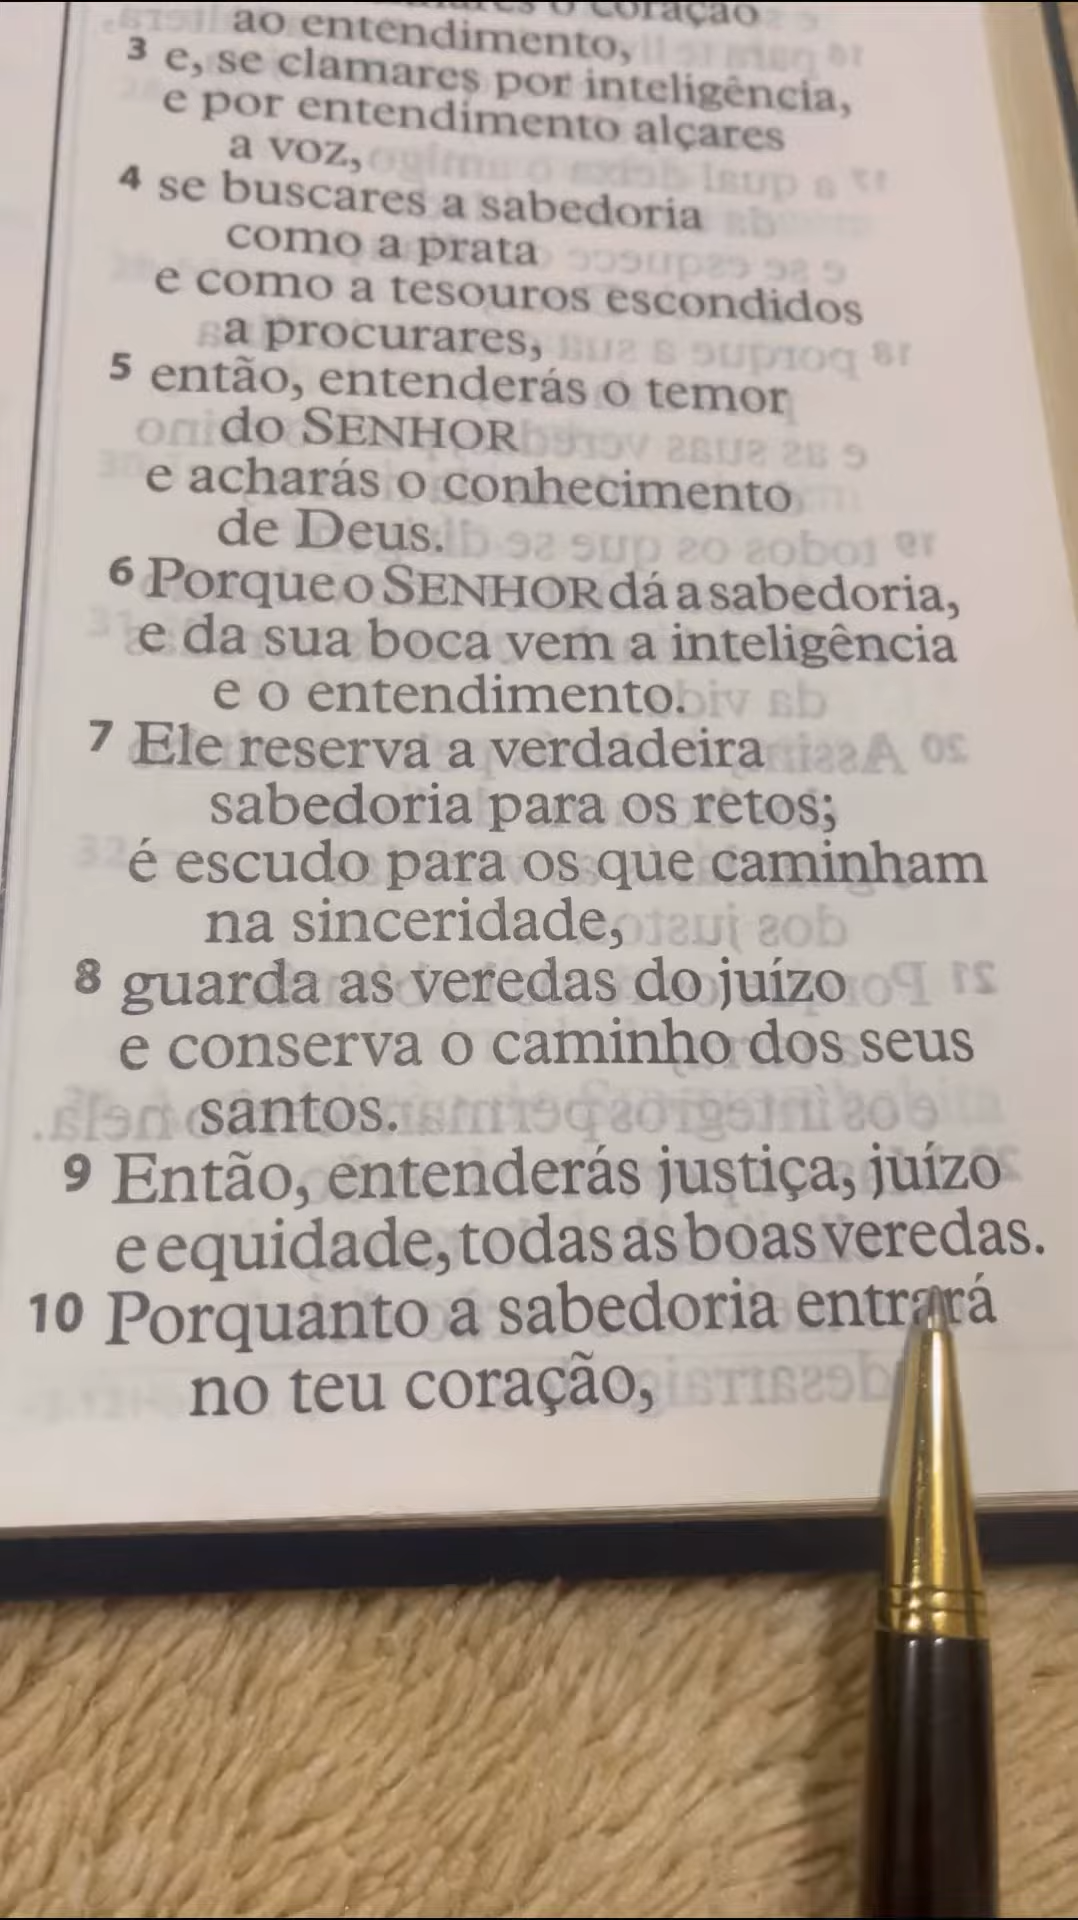 o coração
ao entendimento,
3 e, se clamares por inteligência,
e por entendimento alçares
a voz,
4 se buscares a sabedoria
como a prata
e como a tesouros escondidos
a procurares,
5 então, entenderás o temor
do SENHOR
e acharás o conhecimento
de Deus.
6 Porque o SENHOR dá a sabedoria,
e da sua boca vem a inteligência
e o entendimento.
7 Ele reserva a verdadeira
sabedoria para os retos;
é escudo para os que caminham
na sinceridade,
8 guarda as veredas do juízo
e conserva o caminho dos seus
santos.
9 Então, entenderás justiça, juízo
e equidade, todas as boas veredas.
10 Porquanto a sabedoria entrará
no teu coração,